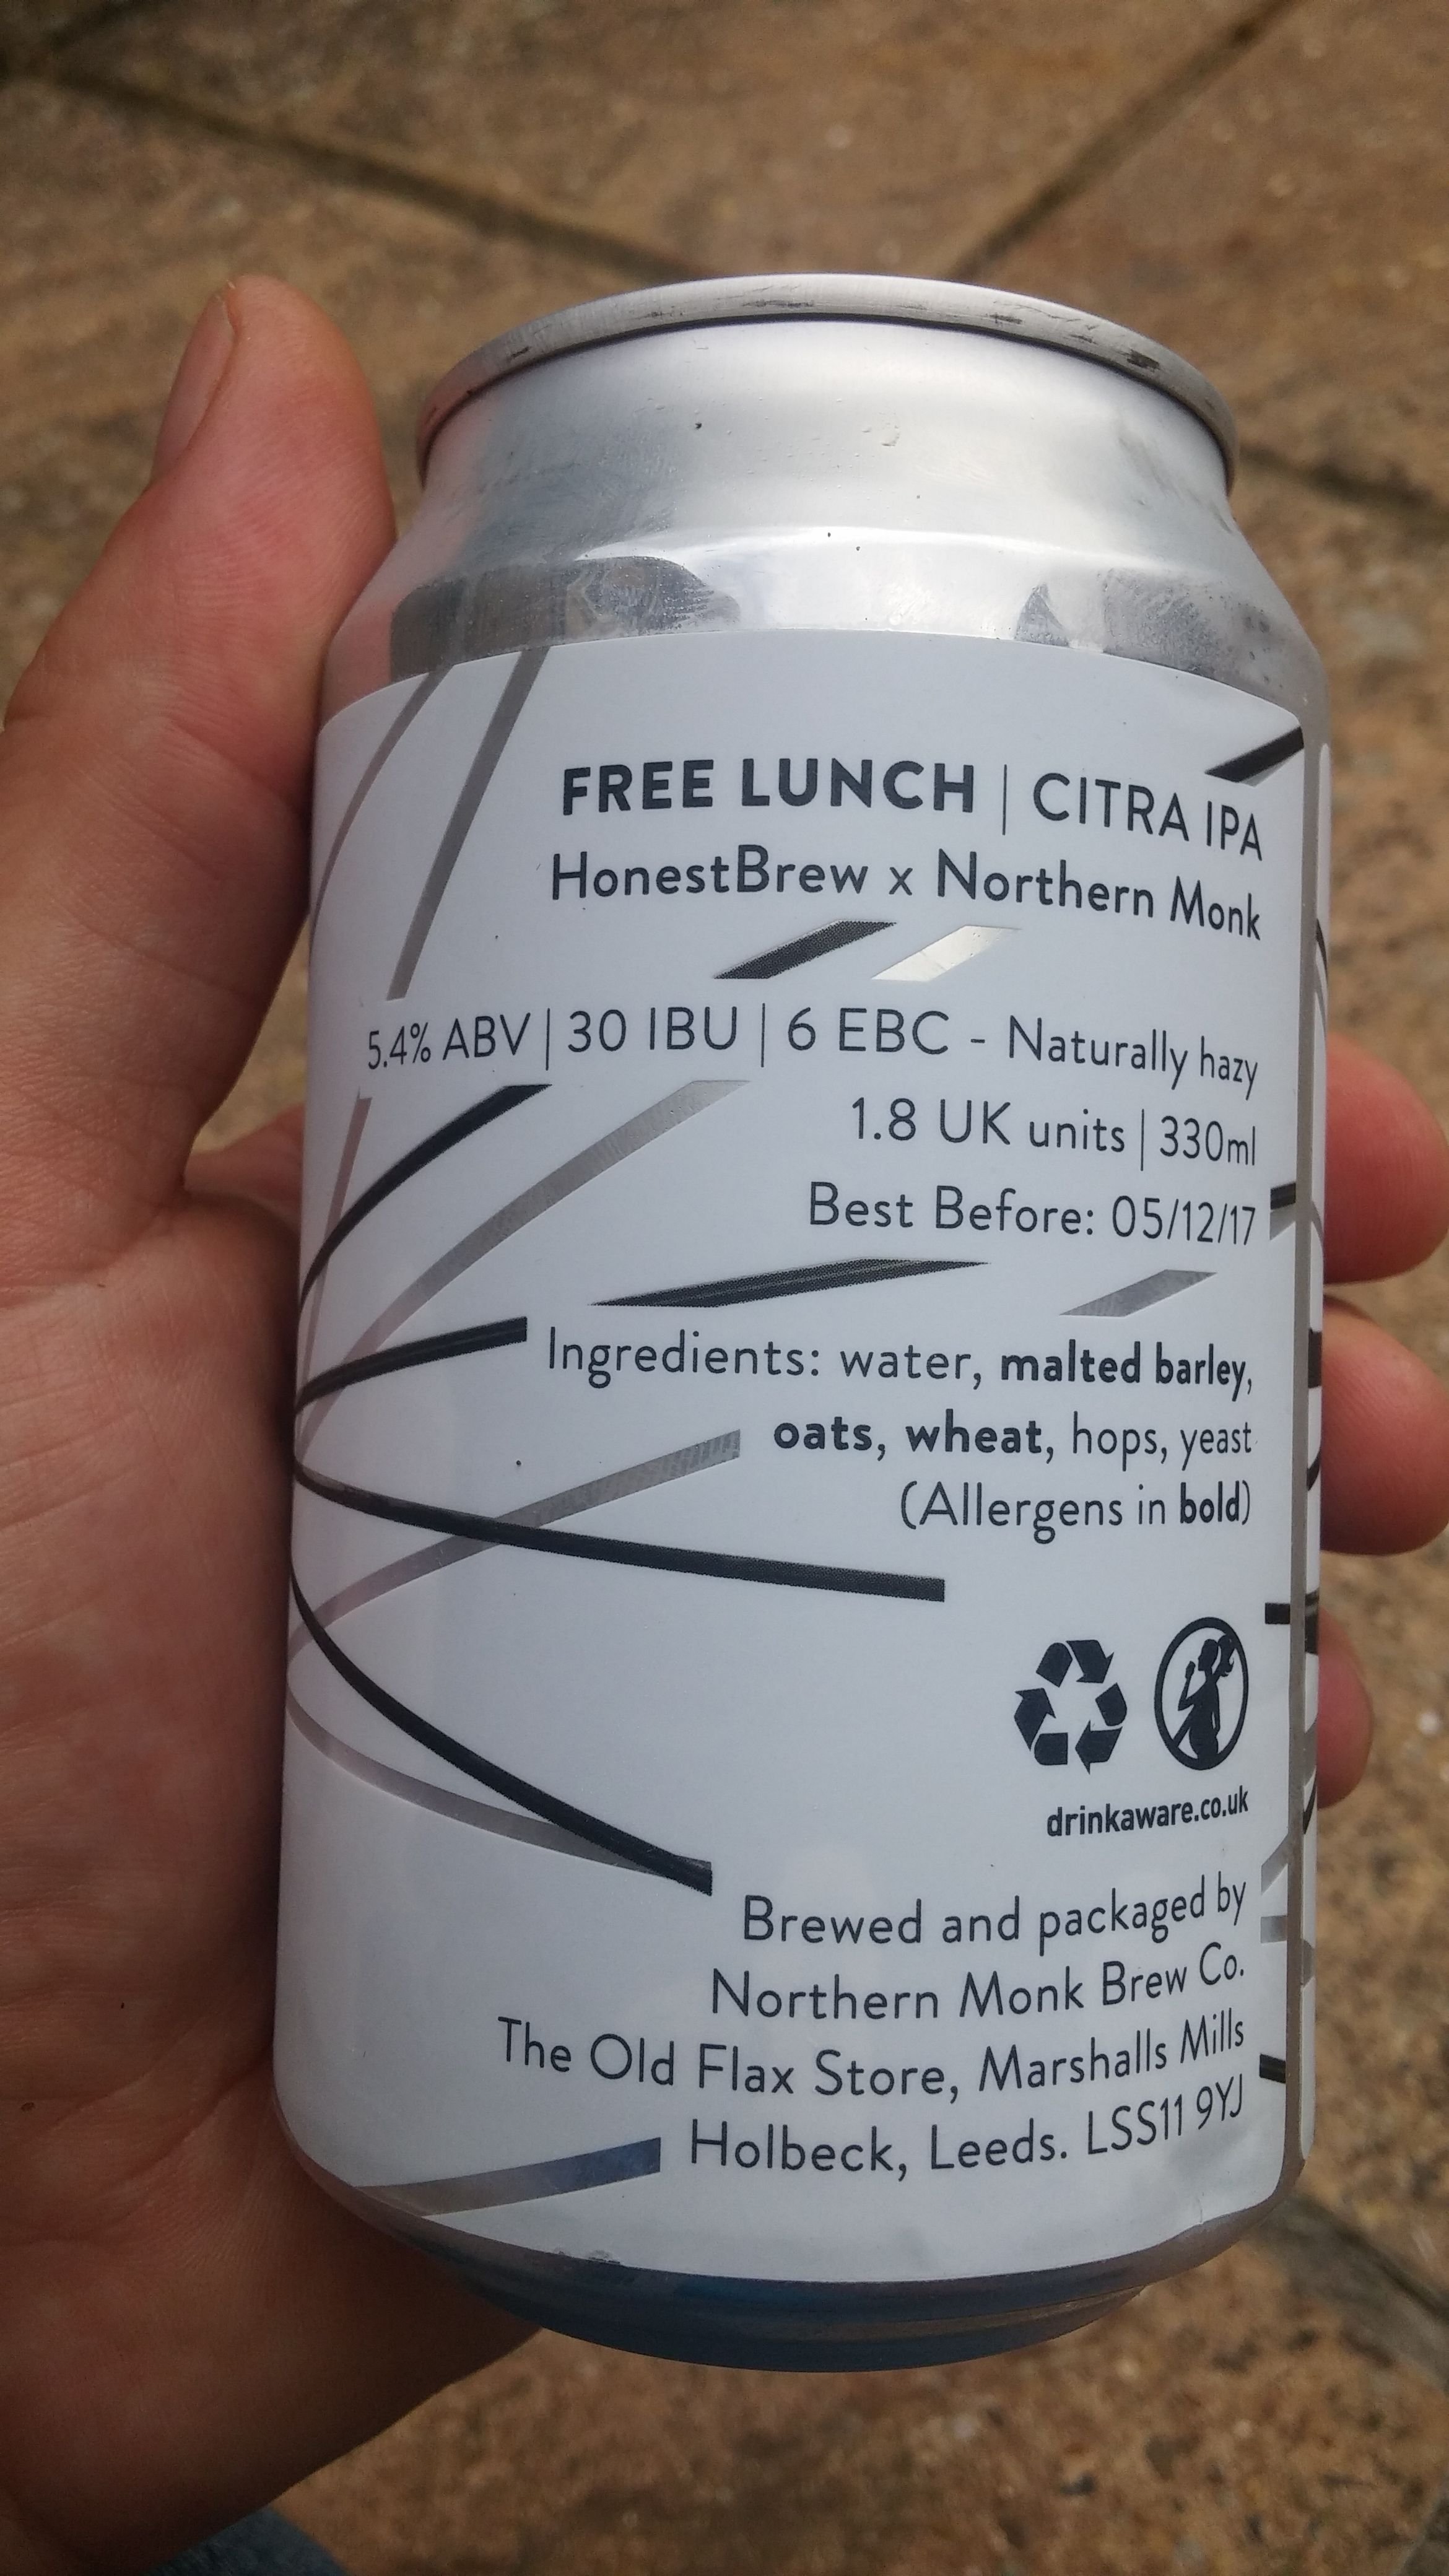 FREE LUNCH | CITRA IPA
HonestBrew x Northern Monk
5.4% ABV | 30 IBU | 6 EBC - Naturally hazy
1.8 UK units | 330ml
Best Before: 05/12/17
Ingredients: water, malted barley,
oats, wheat, hops, yeast
(Allergens in bold)
drinkaware.co.uk
Brewed and packaged by
Northern Monk Brew Co.
The Old Flax Store, Marshalls Mills
Holbeck, Leeds. LSS11 9YJ